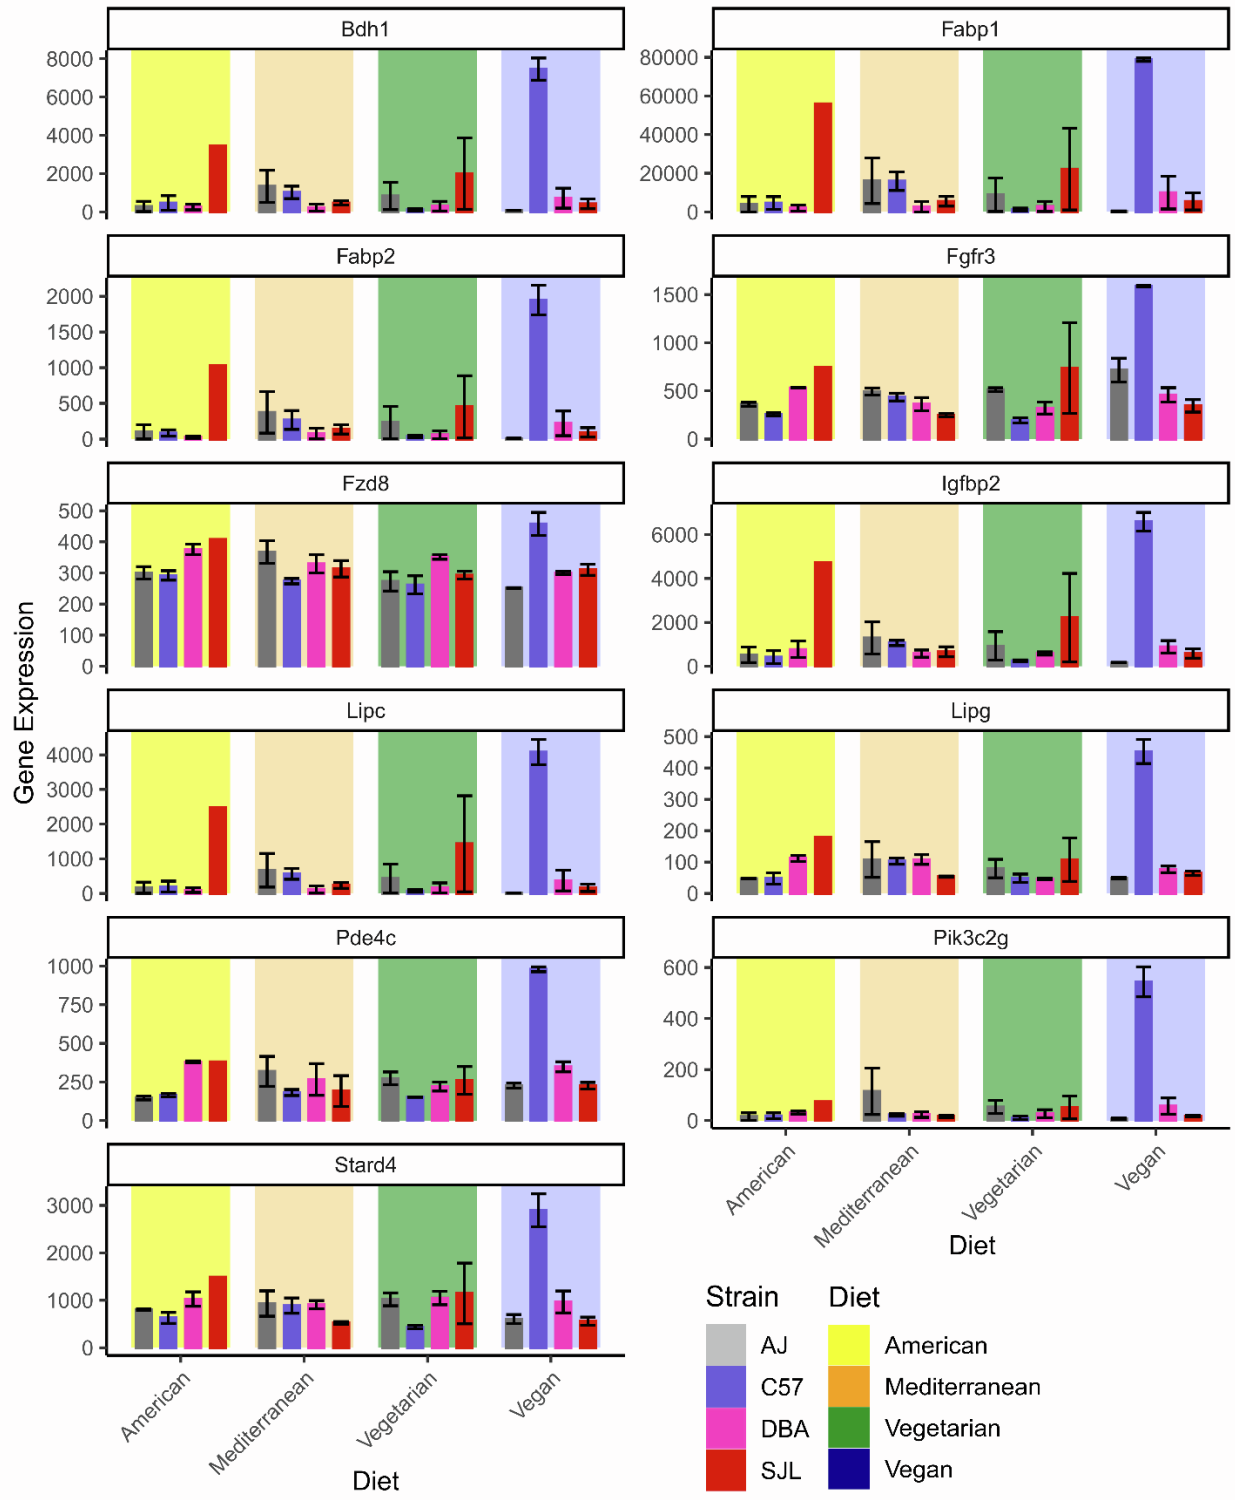 Bdh1
8000
6000
4000
2000
0
Fabp1
80000
60000
40000
20000
0
Fabp2
2000
1500
1000
500
0
Fgfr3
1500
1000
500
0
Fzd8
500
400
300
200
100
0
Igfbp2
6000
4000
2000
0
Gene Expression
Lipc
4000
3000
2000
1000
0
Lipg
500
400
300
200
100
0
Pde4c
1000
750
500
250
0
Pik3c2g
600
400
200
0
American
Mediterranean
Vegetarian
Vegan
Diet
Stard4
3000
2000
1000
0
American
Mediterranean
Vegetarian
Vegan
Diet
Strain
AJ
C57
DBA
SJL
Diet
American
Mediterranean
Vegetarian
Vegan